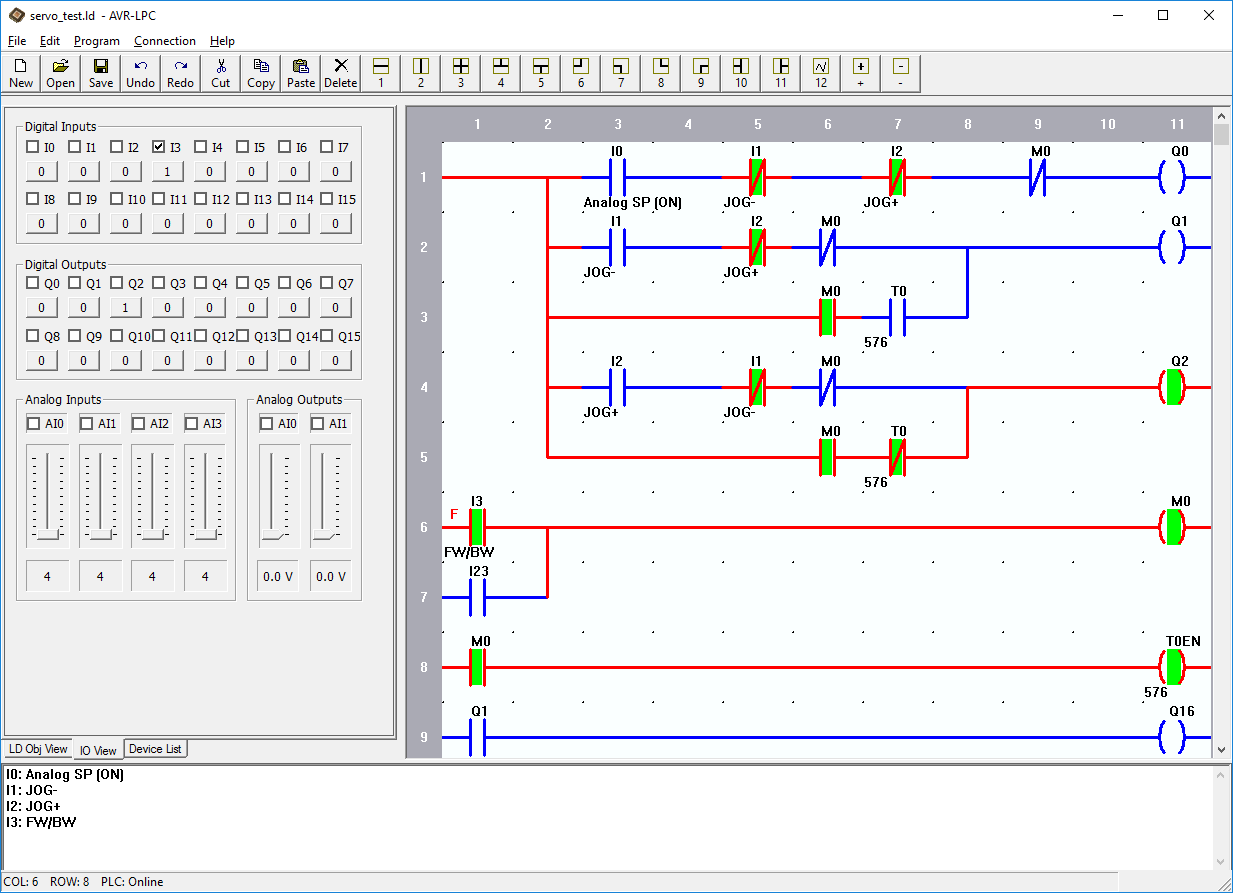 servo_test.ld - AVR-LPC
File Edit Program Connection Help
New Open Save Undo Redo Cut Copy Paste Delete 1 2 3 4 5 6 7 8 9 10 11 12 + -
Digital Inputs
I0 I1 I2 I3 I4 I5 I6 I7
0 0 0 1 0 0 0 0
I8 I9 I10 I11 I12 I13 I14 I15
0 0 0 0 0 0 0 0
Digital Outputs
Q0 Q1 Q2 Q3 Q4 Q5 Q6 Q7
0 0 1 0 0 0 0 0
Q8 Q9 Q10 Q11 Q12 Q13 Q14 Q15
0 0 0 0 0 0 0 0
Analog Inputs
AI0 AI1 AI2 AI3
4 4 4 4
Analog Outputs
AI0 AI1
0.0 V 0.0 V
LD Obj View IO View Device List
1 2 3 4 5 6 7 8 9 10 11
I0 I1 I2 M0 Q0
1
Analog SP (ON) JOG- JOG+
I1 I2 M0 Q1
2
JOG- JOG+
M0 T0
3
576
I2 I1 M0 Q2
4
JOG+ JOG-
M0 T0
5
576
I3 M0
F
6
FW/BW
I23
7
M0 T0EN
8
576
Q1 Q16
9
I0: Analog SP (ON)
I1: JOG-
I2: JOG+
I3: FW/BW
COL: 6 ROW: 8 PLC: Online